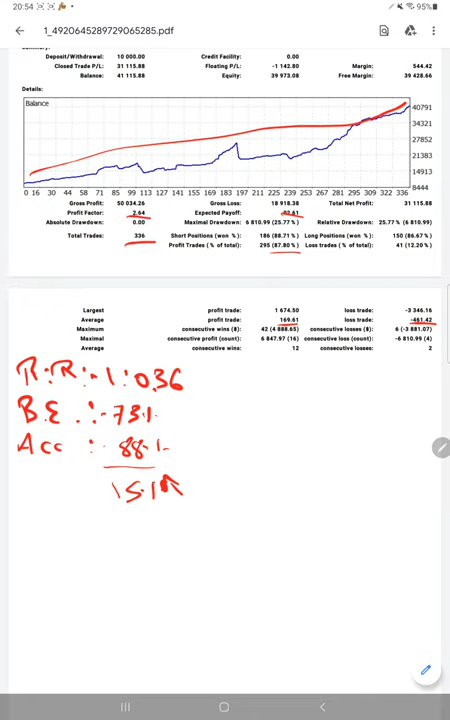 20:54
95%
1_4920645289729065285.pdf
Deposit/Withdrawal: 10 000.00 Credit Facility: 0.00
Closed Trade P/L: 31 115.88 Floating P/L: -1 142.80 Margin: 544.42
Balance: 41 115.88 Equity: 39 973.08 Free Margin: 39 428.66
Details:
Balance
40791
34321
27852
21383
14913
8444
0 16 30 44 58 71 85 99 113 127 141 155 169 183 197 211 225 239 253 267 281 295 309 322 336
Gross Profit: 50 034.26 Gross Loss: 18 918.38 Total Net Profit: 31 115.88
Profit Factor: 2.64 Expected Payoff: 92.61
Absolute Drawdown: 0.00 Maximal Drawdown: 6 810.99 (25.77 %) Relative Drawdown: 25.77 % (6 810.99)
Total Trades: 336 Short Positions (won %): 186 (88.71 %) Long Positions (won %): 150 (86.67 %)
Profit Trades (% of total): 295 (87.80 %) Loss trades (% of total): 41 (12.20 %)
Largest profit trade: 1 674.50 loss trade: -3 346.16
Average profit trade: 169.61 loss trade: -461.42
Maximum consecutive wins ($): 42 (4 888.65) consecutive losses ($): 6 (-3 881.07)
Maximal consecutive profit (count): 6 847.97 (16) consecutive loss (count): -6 810.99 (4)
Average consecutive wins: 12 consecutive losses: 2
R:R :- 1:0.36
B.E :- 73%
Acc : 88%
15%↑